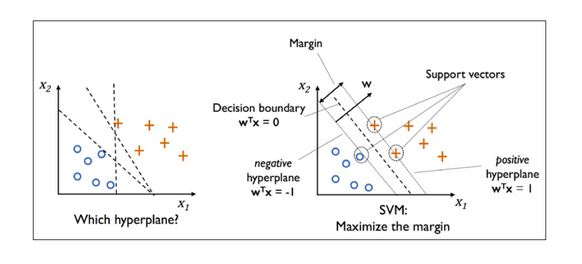 Margin
x₂
w
x₂
Support vectors
Decision boundary
wᵀx = 0
negative
hyperplane
wᵀx = -1
positive
hyperplane
wᵀx = 1
x₁
x₁
Which hyperplane?
SVM:
Maximize the margin